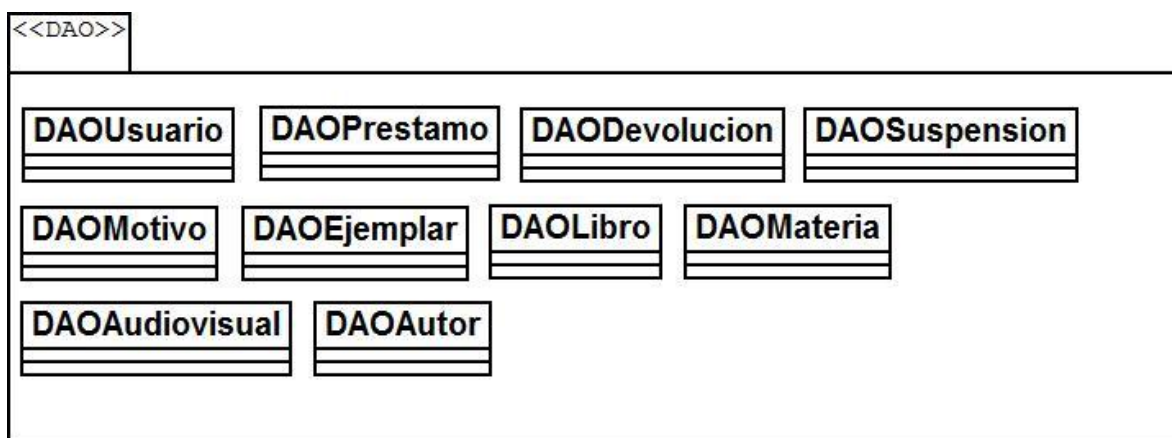 <<DAO>>
DAOUsuario DAOPrestamo DAODevolucion DAOSuspension
DAOMotivo DAOEjemplar DAOLibro DAOMateria
DAOAudiovisual DAOAutor